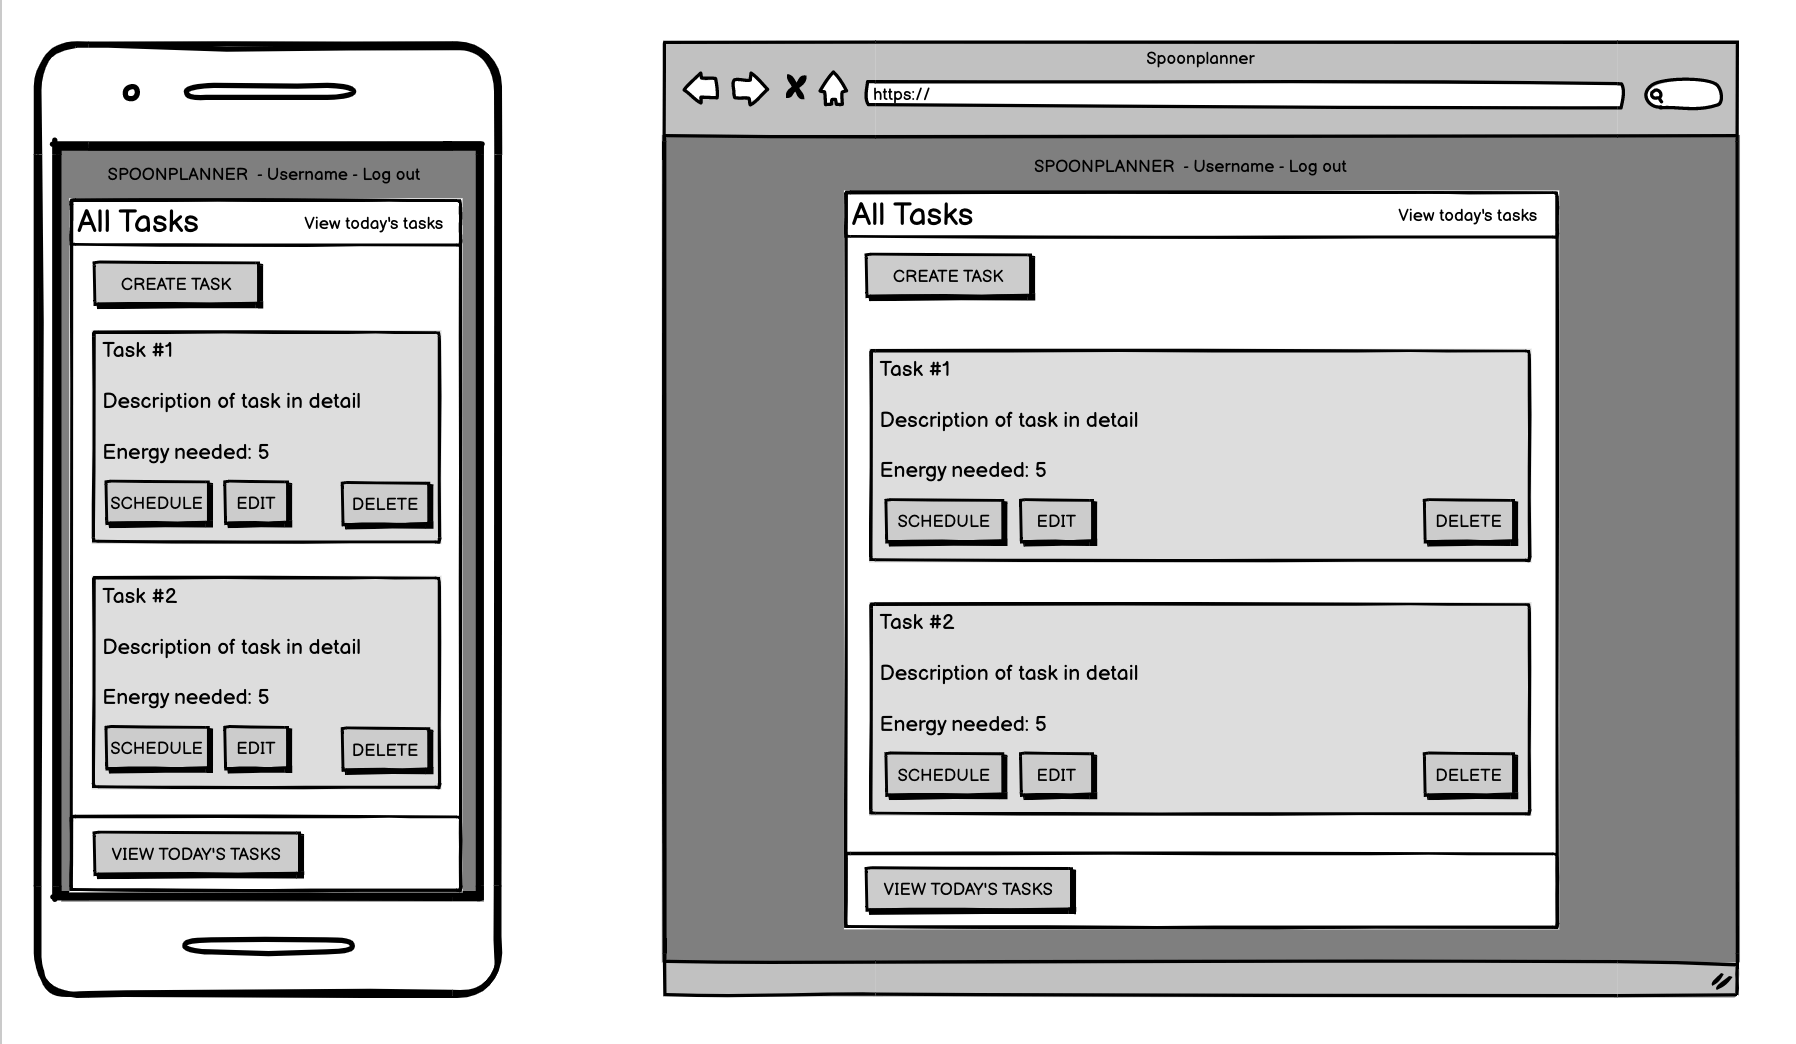 SPOONPLANNER - Username - Log out
All Tasks
View today's tasks
CREATE TASK
Task #1
Description of task in detail
Energy needed: 5
SCHEDULE
EDIT
DELETE
Task #2
Description of task in detail
Energy needed: 5
SCHEDULE
EDIT
DELETE
VIEW TODAY'S TASKS
Spoonplanner
https://
SPOONPLANNER - Username - Log out
All Tasks
View today's tasks
CREATE TASK
Task #1
Description of task in detail
Energy needed: 5
SCHEDULE
EDIT
DELETE
Task #2
Description of task in detail
Energy needed: 5
SCHEDULE
EDIT
DELETE
VIEW TODAY'S TASKS